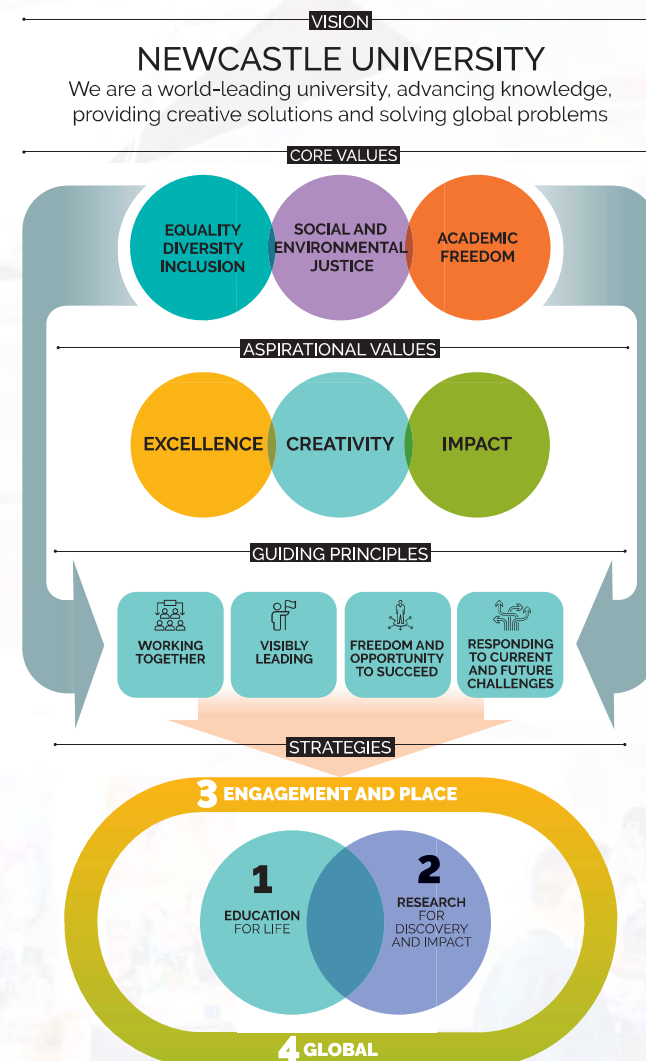 VISION
NEWCASTLE UNIVERSITY
We are a world-leading university, advancing knowledge,
providing creative solutions and solving global problems
CORE VALUES
EQUALITY
DIVERSITY
INCLUSION
SOCIAL AND
ENVIRONMENTAL
JUSTICE
ACADEMIC
FREEDOM
ASPIRATIONAL VALUES
EXCELLENCE
CREATIVITY
IMPACT
GUIDING PRINCIPLES
WORKING
TOGETHER
VISIBLY
LEADING
FREEDOM AND
OPPORTUNITY
TO SUCCEED
RESPONDING
TO CURRENT
AND FUTURE
CHALLENGES
STRATEGIES
3 ENGAGEMENT AND PLACE
1
EDUCATION
FOR LIFE
2
RESEARCH
FOR
DISCOVERY
AND IMPACT
4 GLOBAL